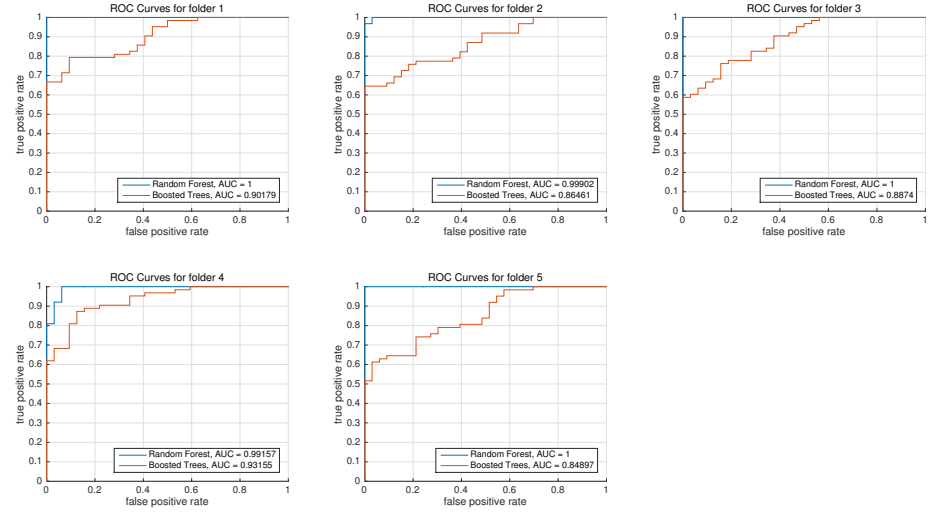 ROC Curves for folder 1
1
0.9
0.8
0.7
0.6
0.5
0.4
0.3
0.2
0.1
0
true positive rate
Random Forest, AUC = 1
Boosted Trees, AUC = 0.90179
0 0.2 0.4 0.6 0.8 1
false positive rate
ROC Curves for folder 2
1
0.9
0.8
0.7
0.6
0.5
0.4
0.3
0.2
0.1
0
true positive rate
Random Forest, AUC = 0.99902
Boosted Trees, AUC = 0.86461
0 0.2 0.4 0.6 0.8 1
false positive rate
ROC Curves for folder 3
1
0.9
0.8
0.7
0.6
0.5
0.4
0.3
0.2
0.1
0
true positive rate
Random Forest, AUC = 1
Boosted Trees, AUC = 0.8874
0 0.2 0.4 0.6 0.8 1
false positive rate
ROC Curves for folder 4
1
0.9
0.8
0.7
0.6
0.5
0.4
0.3
0.2
0.1
0
true positive rate
Random Forest, AUC = 0.99157
Boosted Trees, AUC = 0.93155
0 0.2 0.4 0.6 0.8 1
false positive rate
ROC Curves for folder 5
1
0.9
0.8
0.7
0.6
0.5
0.4
0.3
0.2
0.1
0
true positive rate
Random Forest, AUC = 1
Boosted Trees, AUC = 0.84897
0 0.2 0.4 0.6 0.8 1
false positive rate